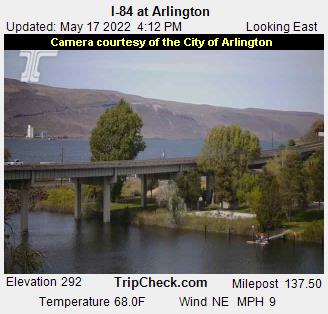 I-84 at Arlington
Updated: May 17 2022 4:12 PM Looking East
Camera courtesy of the City of Arlington
Elevation 292 TripCheck.com Milepost 137.50
Temperature 68.0F Wind NE MPH 9